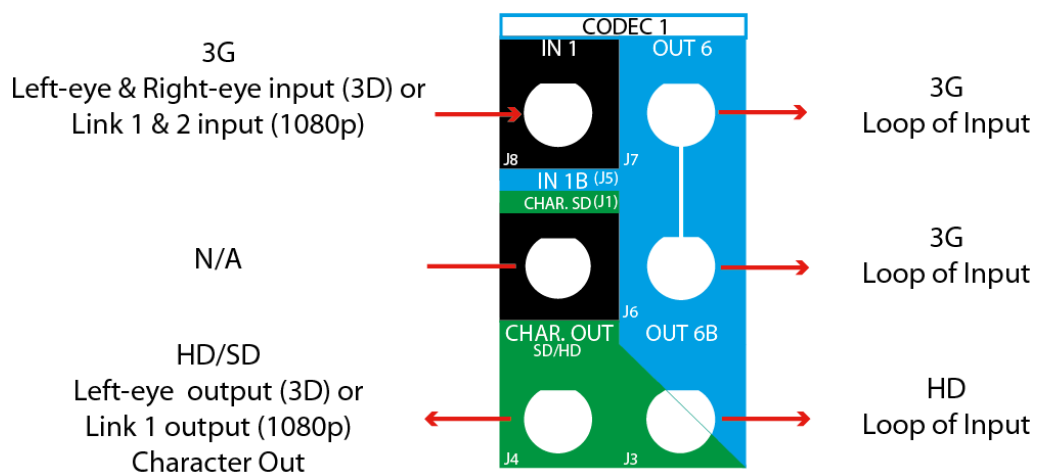 CODEC 1
IN 1
OUT 6
3G
Left-eye & Right-eye input (3D) or
Link 1 & 2 input (1080p)
3G
Loop of Input
J8
J7
IN 1B (J5)
CHAR. SD (J1)
N/A
3G
Loop of Input
J6
CHAR. OUT
SD/HD
OUT 6B
HD/SD
Left-eye output (3D) or
Link 1 output (1080p)
Character Out
HD
Loop of Input
J4
J3